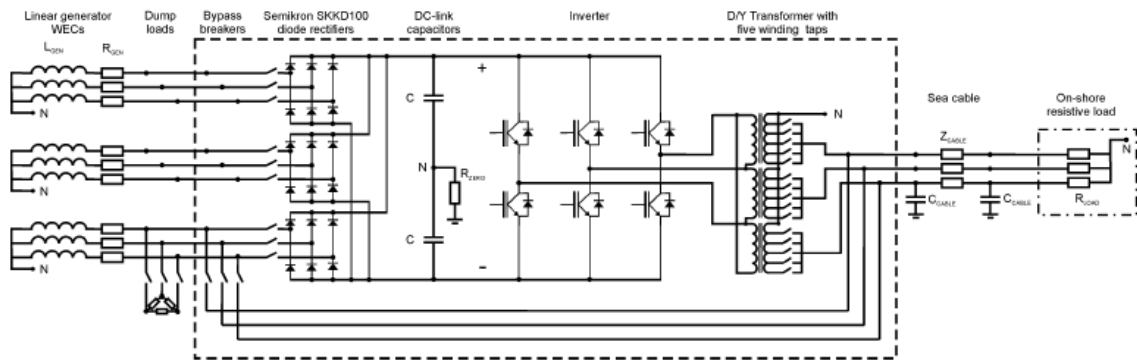 Linear generator
WECs
Dump
loads
Bypass
breakers
Semikron SKKD100
diode rectifiers
DC-link
capacitors
Inverter
D/Y Transformer with
five winding taps
L GEN
R GEN
N
+
C
N
Sea cable
On-shore
resistive load
Z CABLE
N
N
N
R ZERO
C CABLE
C CABLE
R LOAD
C
N
−